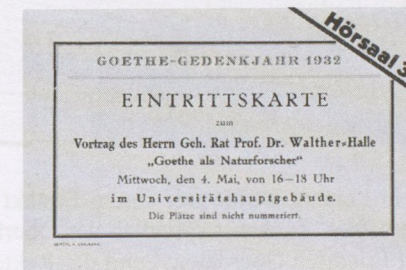 Hörsaal 3
GOETHE-GEDENKJAHR 1932
EINTRITTSKARTE
zum
Vortrag des Herrn Geh. Rat Prof. Dr. Walther-Halle
„Goethe als Naturforscher“
Mittwoch, den 4. Mai, von 16—18 Uhr
im Universitätshauptgebäude.
Die Plätze sind nicht nummeriert.